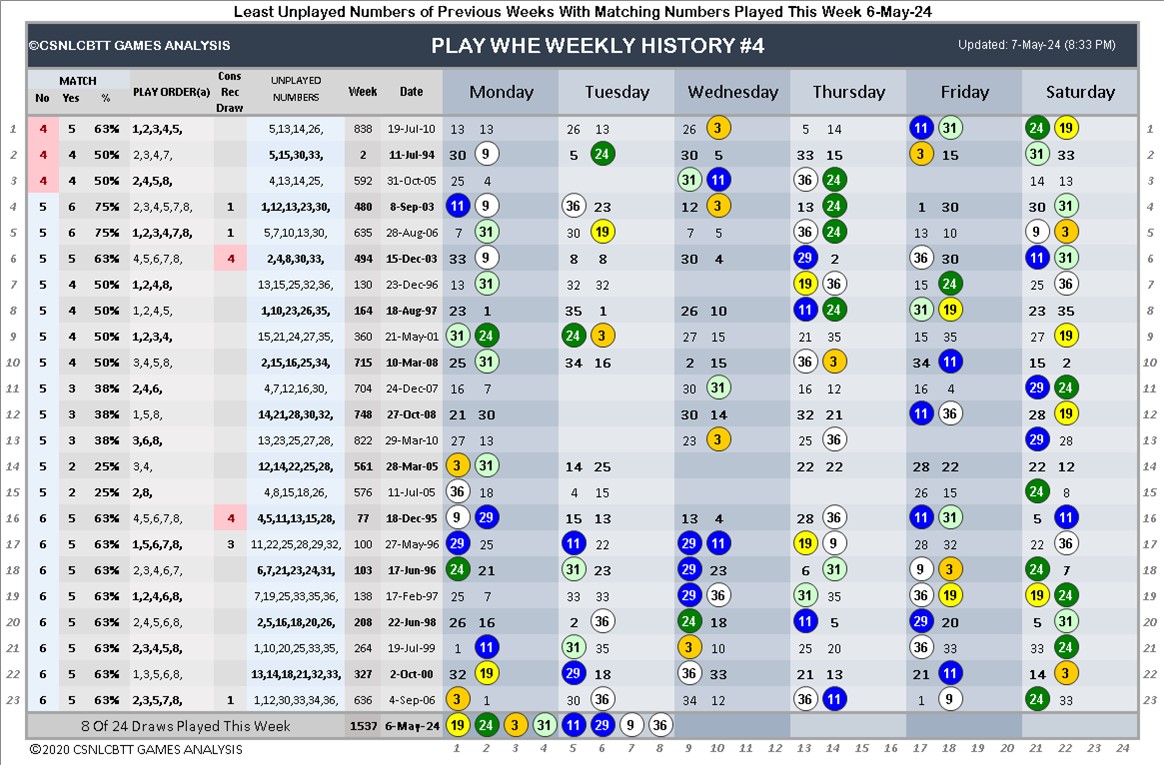 Least Unplayed Numbers of Previous Weeks With Matching Numbers Played This Week 6-May-24
©CSNLCBTT GAMES ANALYSIS PLAY WHE WEEKLY HISTORY #4 Updated: 7-May-24 (8:33 PM)
MATCH PLAY ORDER(a) Cons Rec Draw UNPLAYED NUMBERS Week Date Monday Tuesday Wednesday Thursday Friday Saturday
No Yes %
1 4 5 63% 1,2,3,4,5, 5,13,14,26, 838 19-Jul-10 13 13 26 13 26 3 5 14 11 31 24 19 1
2 4 4 50% 2,3,4,7, 5,15,30,33, 2 11-Jul-94 30 9 5 24 30 5 33 15 3 15 31 33 2
3 4 4 50% 2,4,5,8, 4,13,14,25, 592 31-Oct-05 25 4 31 11 36 24 14 13 3
4 5 6 75% 2,3,4,5,7,8, 1 1,12,13,23,30, 480 8-Sep-03 11 9 36 23 12 3 13 24 1 30 30 31 4
5 5 6 75% 1,2,3,4,7,8, 1 5,7,10,13,30, 635 28-Aug-06 7 31 30 19 7 5 36 24 13 10 9 3 5
6 5 5 63% 4,5,6,7,8, 4 2,4,8,30,33, 494 15-Dec-03 33 9 8 8 30 4 29 2 36 30 11 31 6
7 5 4 50% 1,2,4,8, 13,15,25,32,36, 130 23-Dec-96 13 31 32 32 19 36 15 24 25 36 7
8 5 4 50% 1,2,4,5, 1,10,23,26,35, 164 18-Aug-97 23 1 35 1 26 10 11 24 31 19 23 35 8
9 5 4 50% 1,2,3,4, 15,21,24,27,35, 360 21-May-01 31 24 24 3 27 15 21 35 15 35 27 19 9
10 5 4 50% 3,4,5,8, 2,15,16,25,34, 715 10-Mar-08 25 31 34 16 2 15 36 3 34 11 15 2 10
11 5 3 38% 2,4,6, 4,7,12,16,30, 704 24-Dec-07 16 7 30 31 16 12 16 4 29 24 11
12 5 3 38% 1,5,8, 14,21,28,30,32, 748 27-Oct-08 21 30 30 14 32 21 11 36 28 19 12
13 5 3 38% 3,6,8, 13,23,25,27,28, 822 29-Mar-10 27 13 23 3 25 36 29 28 13
14 5 2 25% 3,4, 12,14,22,25,28, 561 28-Mar-05 3 31 14 25 22 22 28 22 22 12 14
15 5 2 25% 2,8, 4,8,15,18,26, 576 11-Jul-05 36 18 4 15 26 15 24 8 15
16 6 5 63% 4,5,6,7,8, 4 4,5,11,13,15,28, 77 18-Dec-95 9 29 15 13 13 4 28 36 11 31 5 11 16
17 6 5 63% 1,5,6,7,8, 3 11,22,25,28,29,32, 100 27-May-96 29 25 11 22 29 11 19 9 28 32 22 36 17
18 6 5 63% 2,3,4,6,7, 6,7,21,23,24,31, 103 17-Jun-96 24 21 31 23 29 23 6 31 9 3 24 7 18
19 6 5 63% 1,2,4,6,8, 7,19,25,33,35,36, 138 17-Feb-97 25 7 33 33 29 36 31 35 36 19 19 24 19
20 6 5 63% 2,4,5,6,8, 2,5,16,18,20,26, 208 22-Jun-98 26 16 2 36 24 18 11 5 29 20 5 31 20
21 6 5 63% 2,3,4,5,8, 1,10,20,25,33,35, 264 19-Jul-99 1 11 31 35 3 10 25 20 36 33 33 24 21
22 6 5 63% 1,3,5,6,8, 13,14,18,21,32,33, 327 2-Oct-00 32 19 29 18 36 33 21 13 21 11 14 3 22
23 6 5 63% 2,3,5,7,8, 1 1,12,30,33,34,36, 636 4-Sep-06 3 1 30 36 34 12 36 11 1 9 24 33 23
8 Of 24 Draws Played This Week 1537 6-May-24 19 24 3 31 11 29 9 36
©2020 CSNLCBTT GAMES ANALYSIS 1 2 3 4 5 6 7 8 9 10 11 12 13 14 15 16 17 18 19 20 21 22 23 24